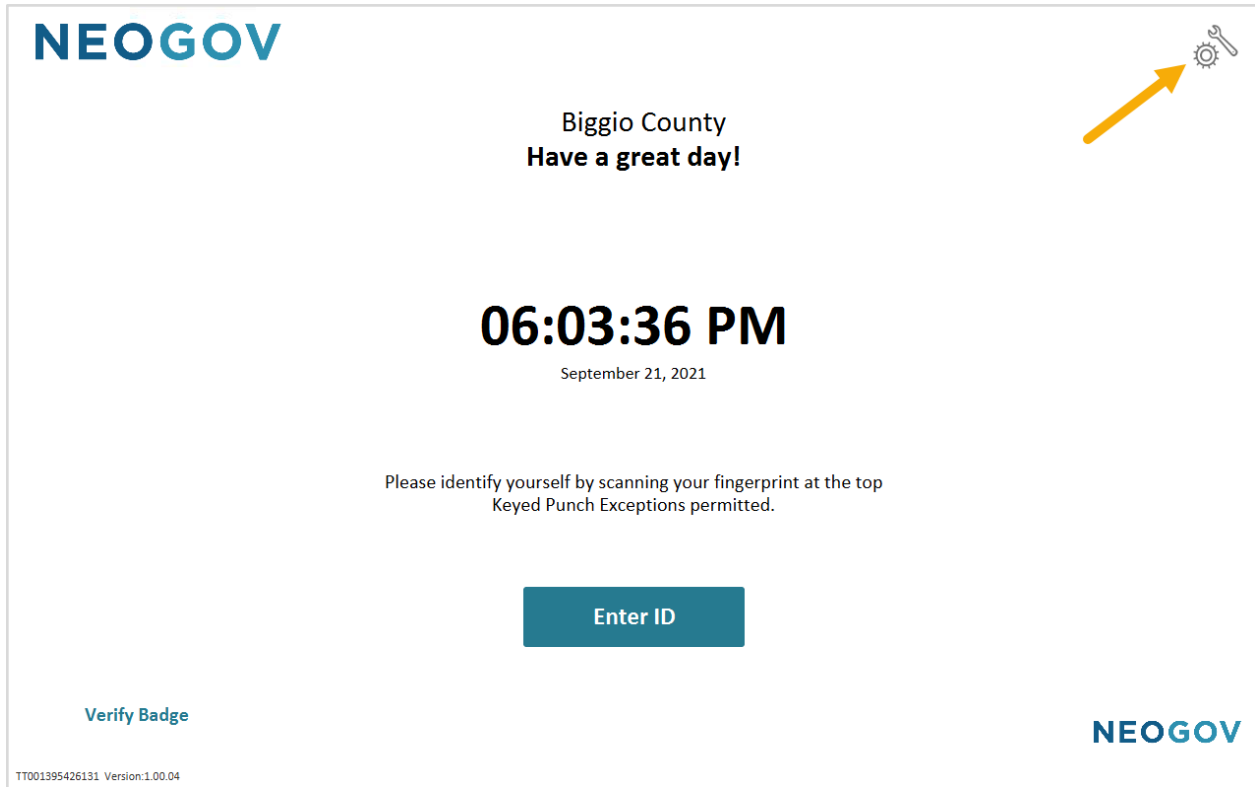 NEOGOV
Biggio County
Have a great day!
06:03:36 PM
September 21, 2021
Please identify yourself by scanning your fingerprint at the top
Keyed Punch Exceptions permitted.
Enter ID
Verify Badge
NEOGOV
TT001395426131 Version:1.00.04